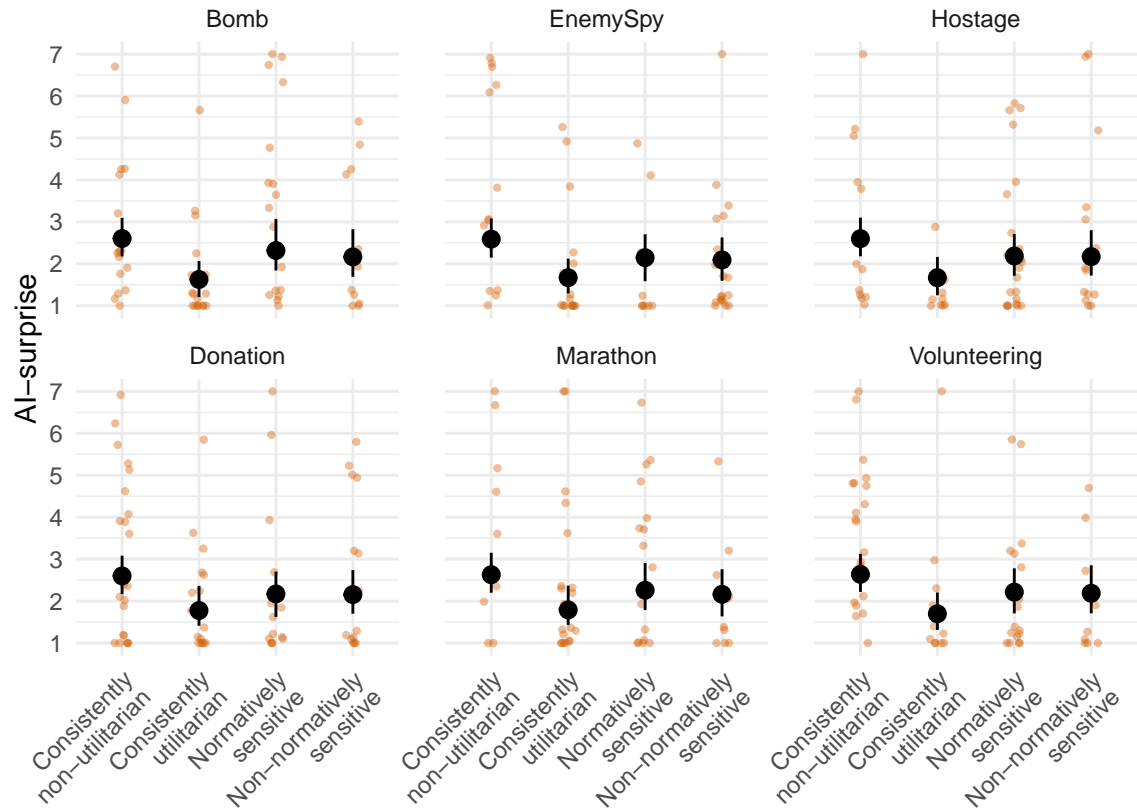 Bomb
EnemySpy
Hostage
7
6
5
4
3
2
1
Donation
Marathon
Volunteering
7
6
5
4
3
2
1
AI−surprise
Consistently
non−utilitarian
Consistently
utilitarian
Normatively
sensitive
Non−normatively
sensitive
Consistently
non−utilitarian
Consistently
utilitarian
Normatively
sensitive
Non−normatively
sensitive
Consistently
non−utilitarian
Consistently
utilitarian
Normatively
sensitive
Non−normatively
sensitive